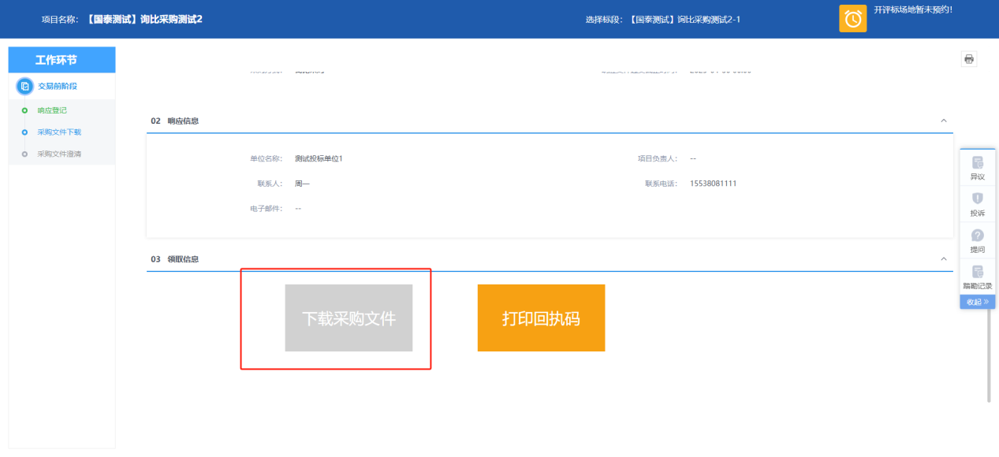 项目名称：【国泰测试】询比采购测试2
选择标段：【国泰测试】询比采购测试2-1
开评标场地暂未预约！
工作环节
交易前阶段
响应登记
采购文件下载
采购文件澄清
02 响应信息
单位名称： 测试投标单位1
项目负责人： --
联系人： 周一
联系电话： 15538081111
电子邮件： --
03 领取信息
下载采购文件
打印回执码
异议
投诉
提问
踏勘记录
收起 »